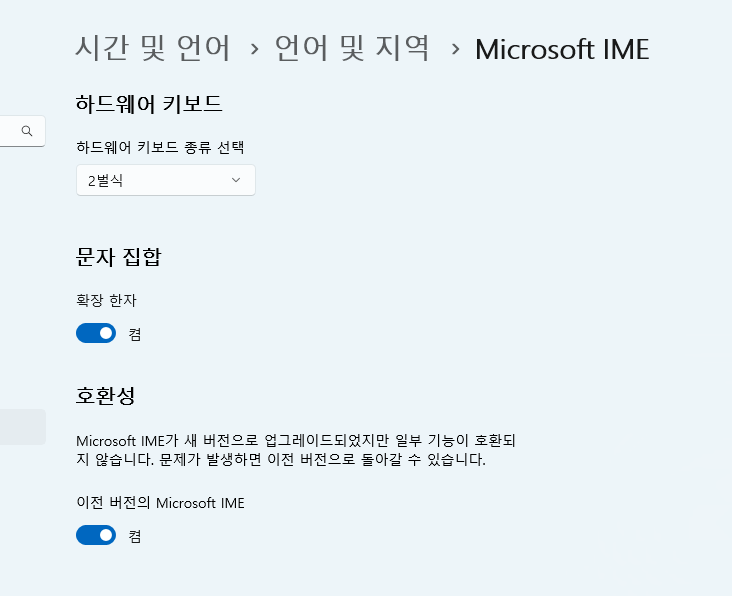 시간 및 언어 > 언어 및 지역 > Microsoft IME
하드웨어 키보드
하드웨어 키보드 종류 선택
2벌식
문자 집합
확장 한자
켬
호환성
Microsoft IME가 새 버전으로 업그레이드되었지만 일부 기능이 호환되
지 않습니다. 문제가 발생하면 이전 버전으로 돌아갈 수 있습니다.
이전 버전의 Microsoft IME
켬